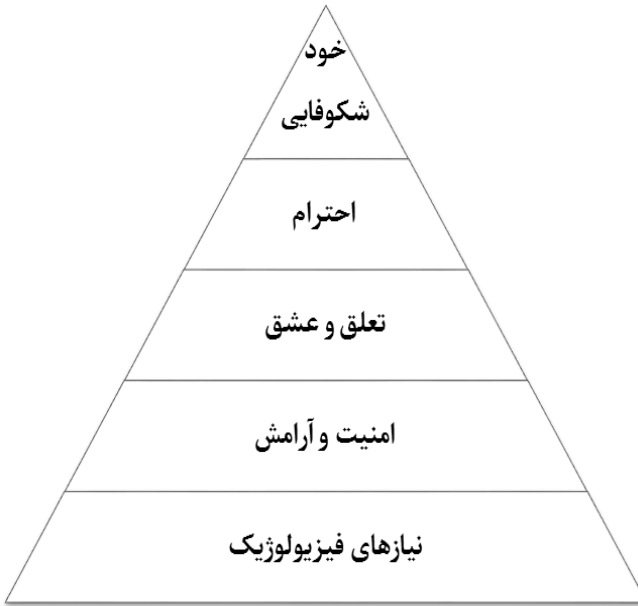 خود
شکوفایی
احترام
تعلق و عشق
امنیت و آرامش
نیازهای فیزیولوژیک